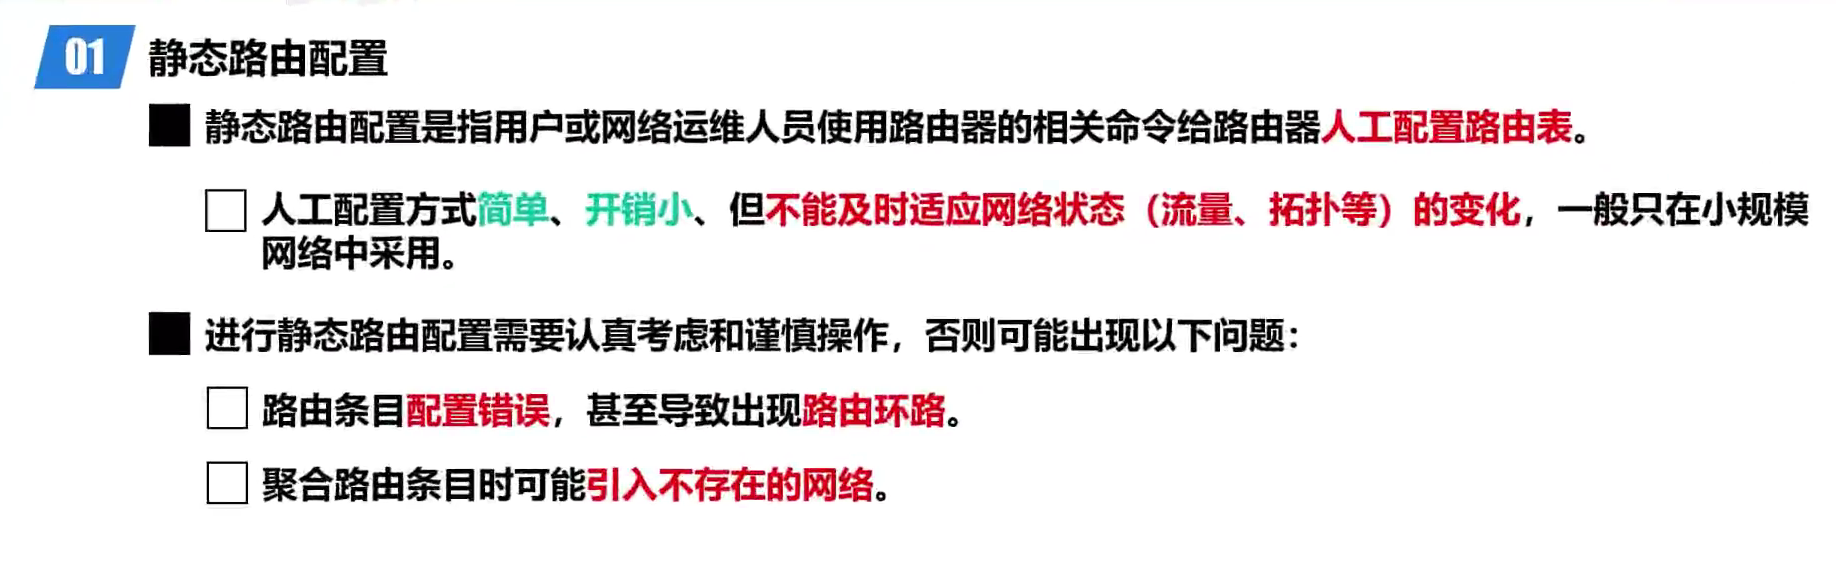 01 静态路由配置
静态路由配置是指用户或网络运维人员使用路由器的相关命令给路由器人工配置路由表。
人工配置方式简单、开销小、但不能及时适应网络状态（流量、拓扑等）的变化，一般只在小规模
网络中采用。
进行静态路由配置需要认真考虑和谨慎操作，否则可能出现以下问题：
路由条目配置错误，甚至导致出现路由环路。
聚合路由条目时可能引入不存在的网络。